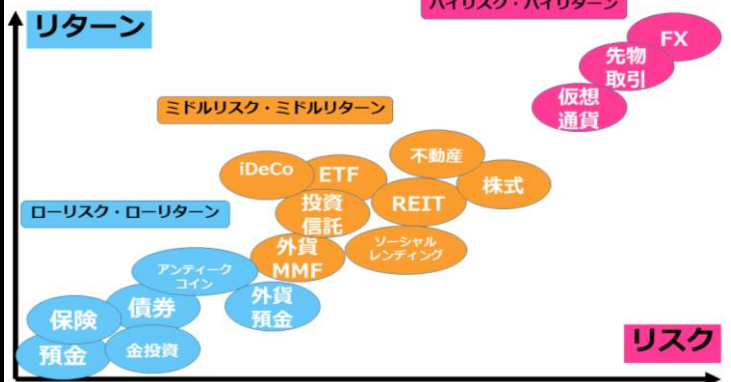 ハイリスク・ハイリターン
リターン
FX
先物
取引
仮想
通貨
ミドルリスク・ミドルリターン
不動産
iDeCo
ETF
株式
投資
信託
REIT
ローリスク・ローリターン
外貨
MMF
ソーシャル
レンディング
アンティーク
コイン
外貨
預金
債券
保険
預金
金投資
リスク